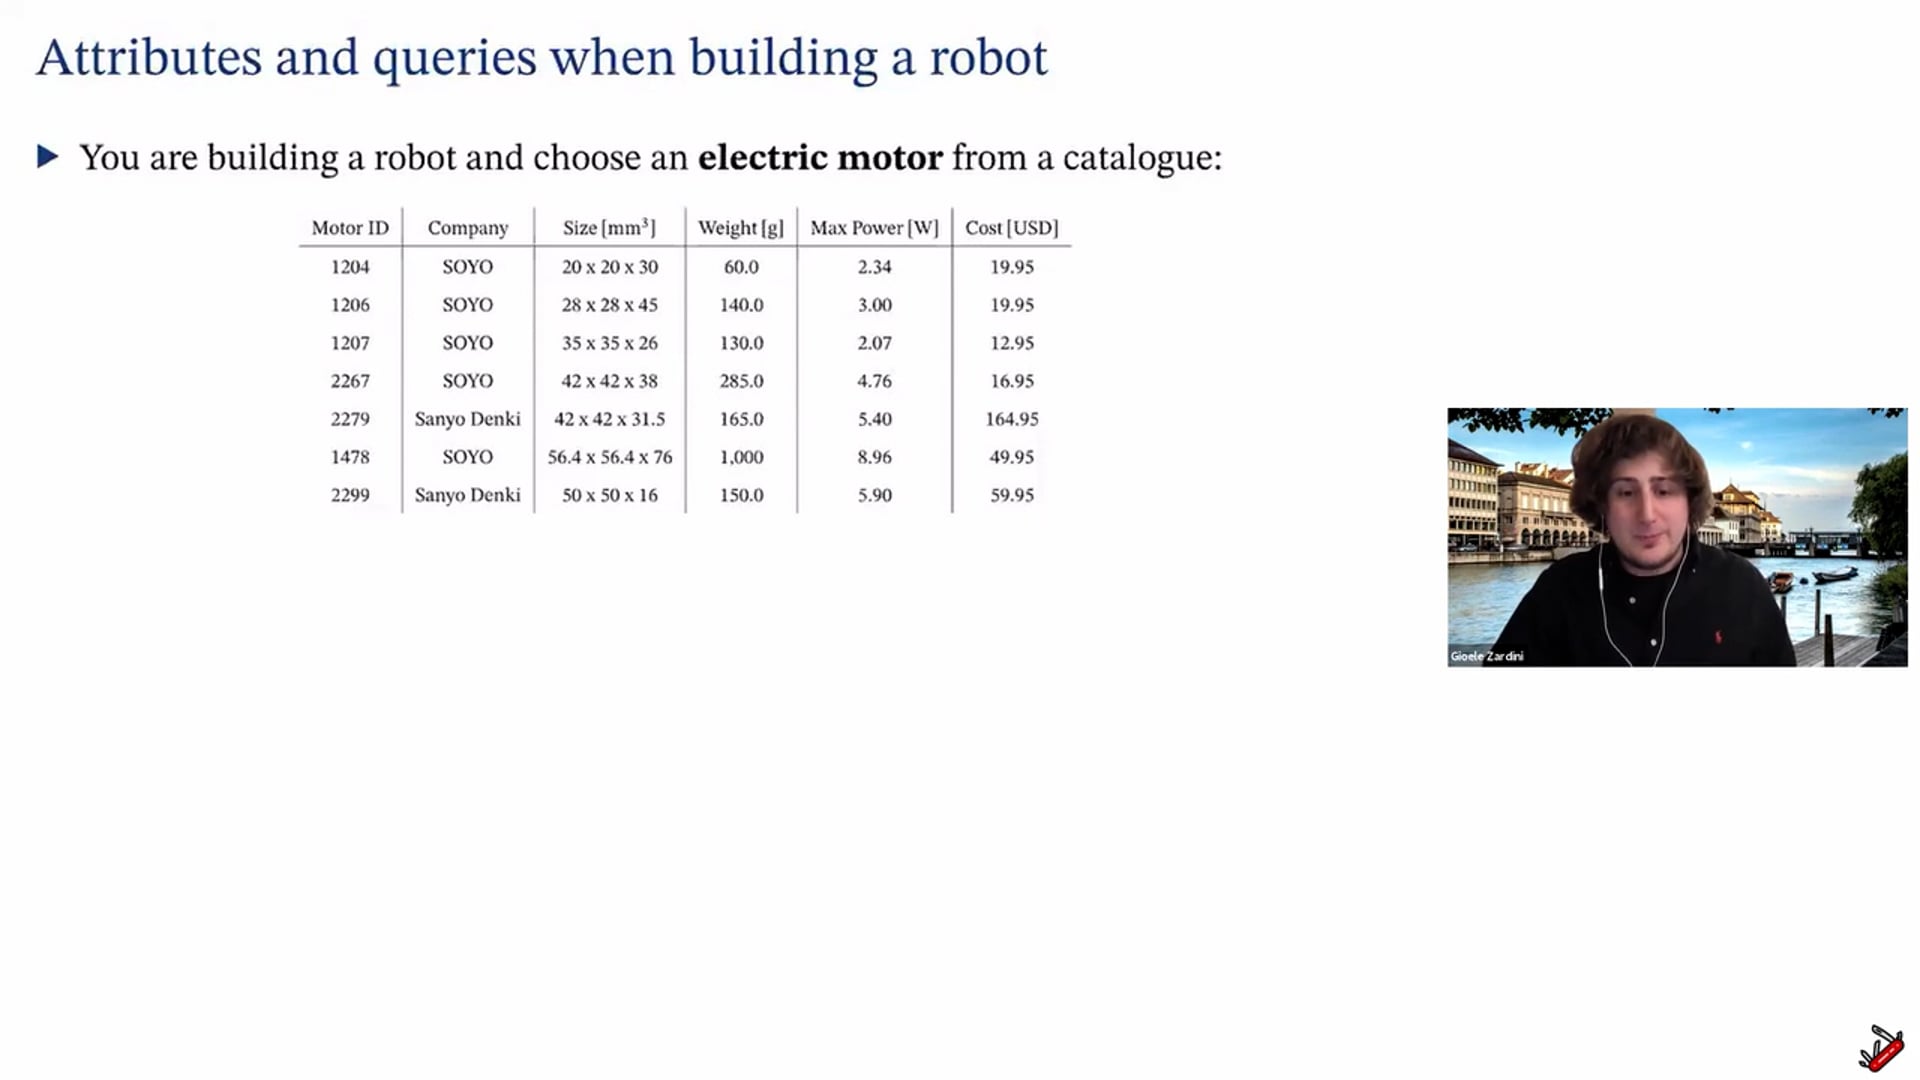 Attributes and queries when building a robot
▶ You are building a robot and choose an electric motor from a catalogue:
Motor ID Company Size [mm³] Weight [g] Max Power [W] Cost [USD]
1204 SOYO 20 x 20 x 30 60.0 2.34 19.95
1206 SOYO 28 x 28 x 45 140.0 3.00 19.95
1207 SOYO 35 x 35 x 26 130.0 2.07 12.95
2267 SOYO 42 x 42 x 38 285.0 4.76 16.95
2279 Sanyo Denki 42 x 42 x 31.5 165.0 5.40 164.95
1478 SOYO 56.4 x 56.4 x 76 1,000 8.96 49.95
2299 Sanyo Denki 50 x 50 x 16 150.0 5.90 59.95
Gioele Zardini